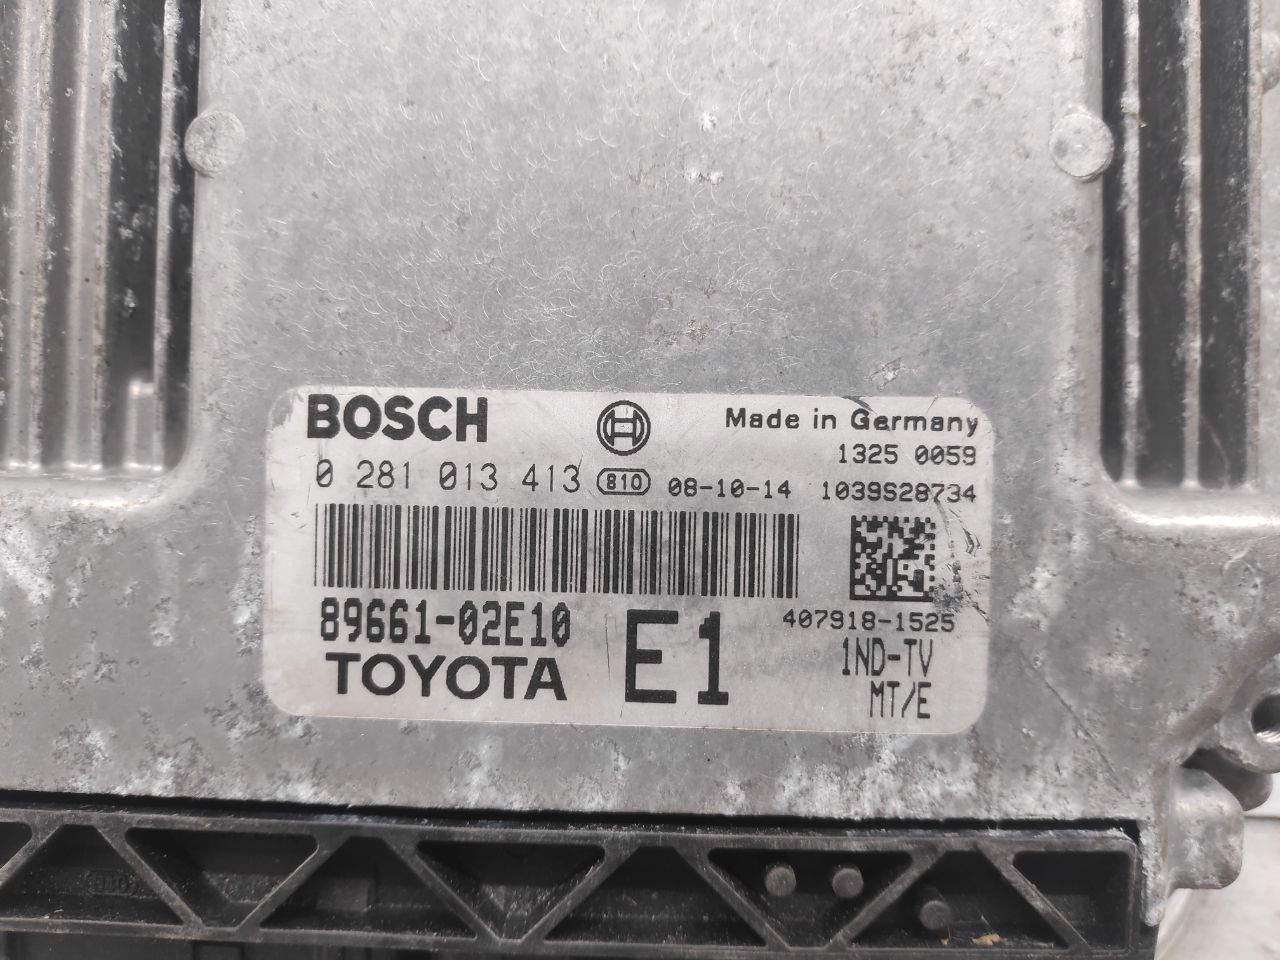 BOSCH
Made in Germany
1325 0059
0 281 013 413 810 08-10-14 1039S28734
89661-02E10
TOYOTA
E1
407918-1525
1ND-TV
MT/E